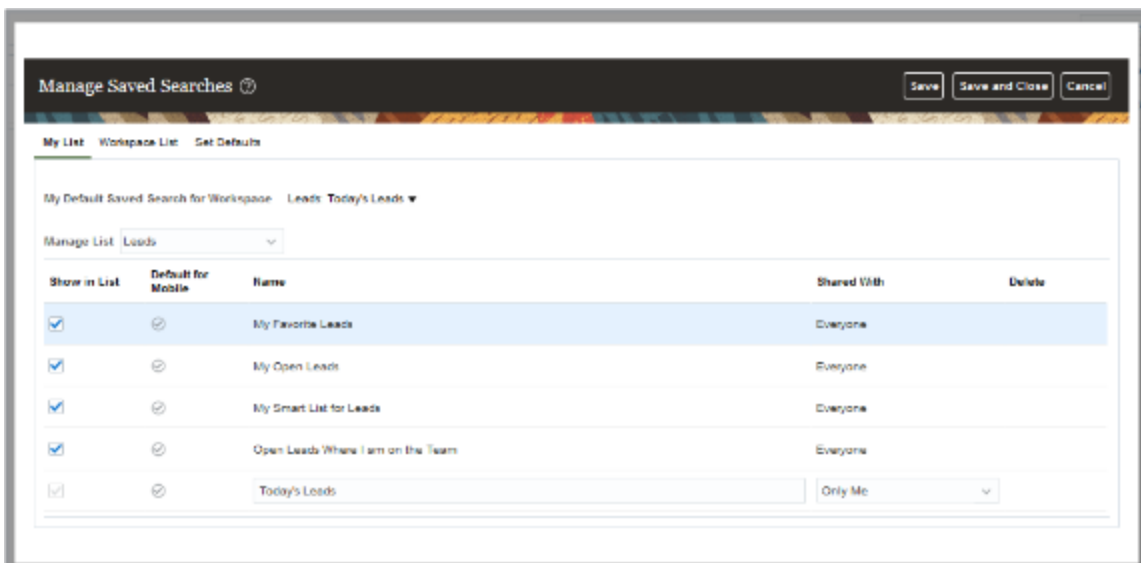 Manage Saved Searches
Save Save and Close Cancel
My List Workspace List Set Defaults
My Default Saved Search for Workspace Leads: Today's Leads
Manage List Leads
Show in List Default for Mobile Name Shared With Delete
My Favorite Leads Everyone
My Open Leads Everyone
My Smart List for Leads Everyone
Open Leads Where I am on the Team Everyone
Today's Leads Only Me